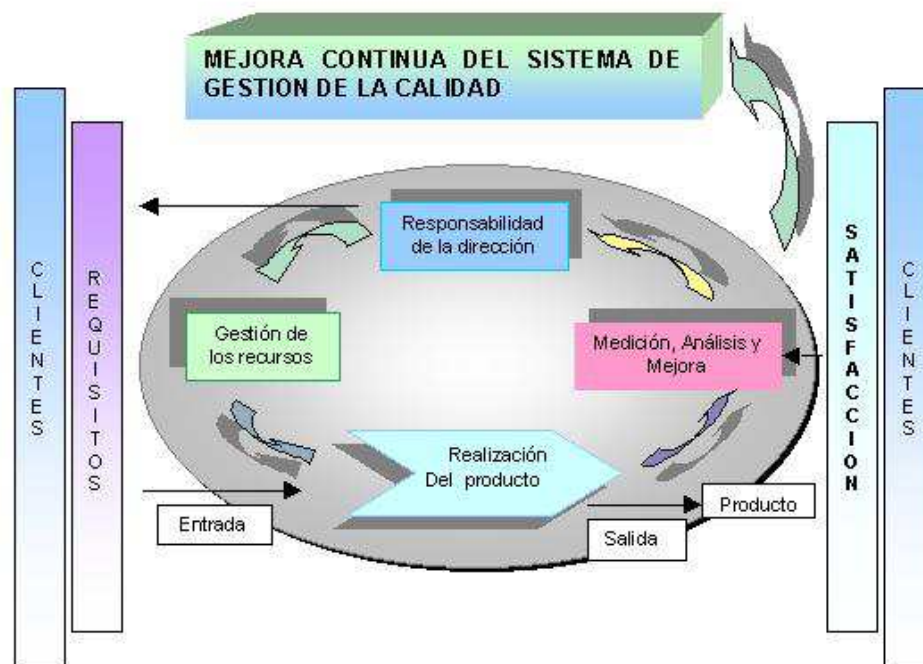 MEJORA CONTINUA DEL SISTEMA DE
GESTION DE LA CALIDAD
CLIENTES
REQUISITOS
Responsabilidad
de la dirección
Gestión de
los recursos
Medición, Análisis y
Mejora
Realización
Del producto
Entrada
Salida
Producto
SATISFACCION
CLIENTES